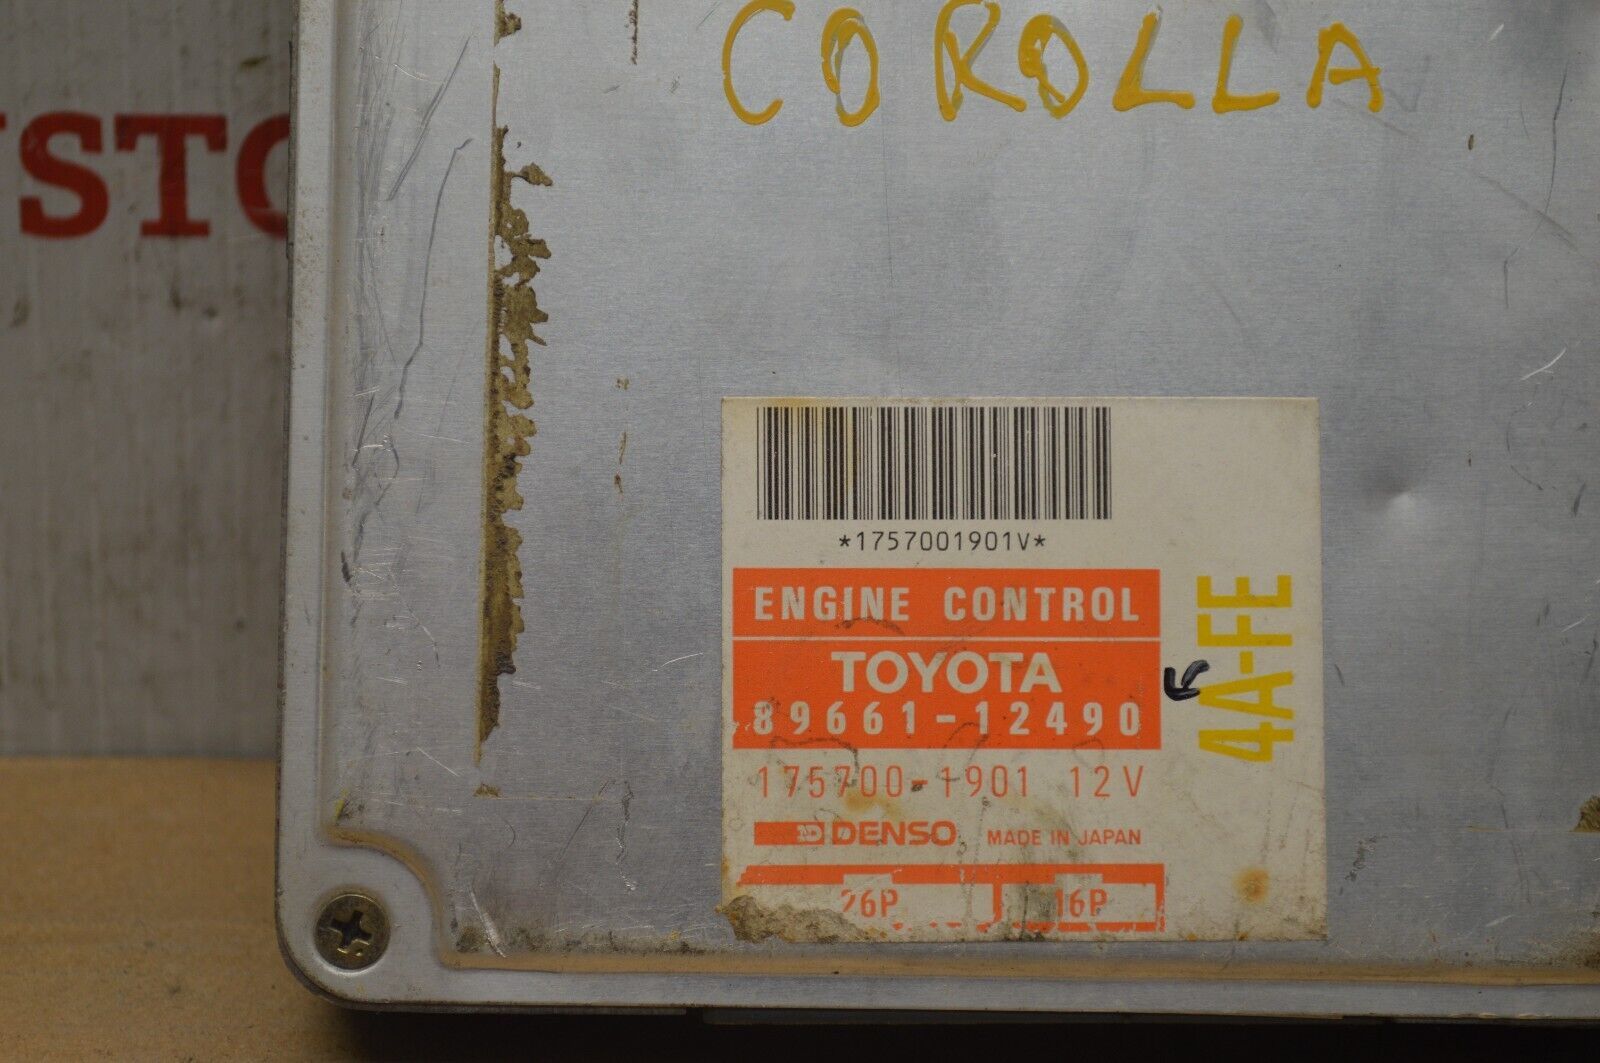 COROLLA
STO
*1757001901V*
ENGINE CONTROL
TOYOTA
89661-12490
4A-FE
175700-1901 12V
DENSO MADE IN JAPAN
26P 16P